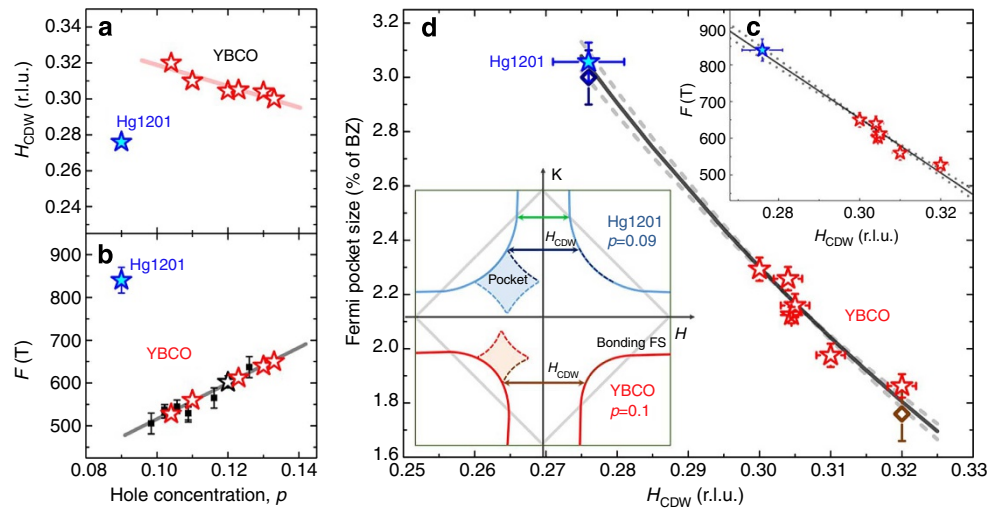 a
YBCO
Hg1201
H_CDW (r.l.u.)
0.32
0.30
0.28
0.26
0.24
b
Hg1201
YBCO
F (T)
900
800
700
600
500
0.08
0.10
0.12
0.14
Hole concentration, p
d
Hg1201
YBCO
Fermi pocket size (% of BZ)
3.0
2.8
2.6
2.4
2.2
2.0
1.8
1.6
0.25
0.26
0.27
0.28
0.29
0.30
0.31
0.32
0.33
H_CDW (r.l.u.)
K
Hg1201
p=0.09
H_CDW
Pocket
H
Bonding FS
H_CDW
YBCO
p=0.1
c
F (T)
900
800
700
600
500
0.28
0.30
0.32
H_CDW (r.l.u.)